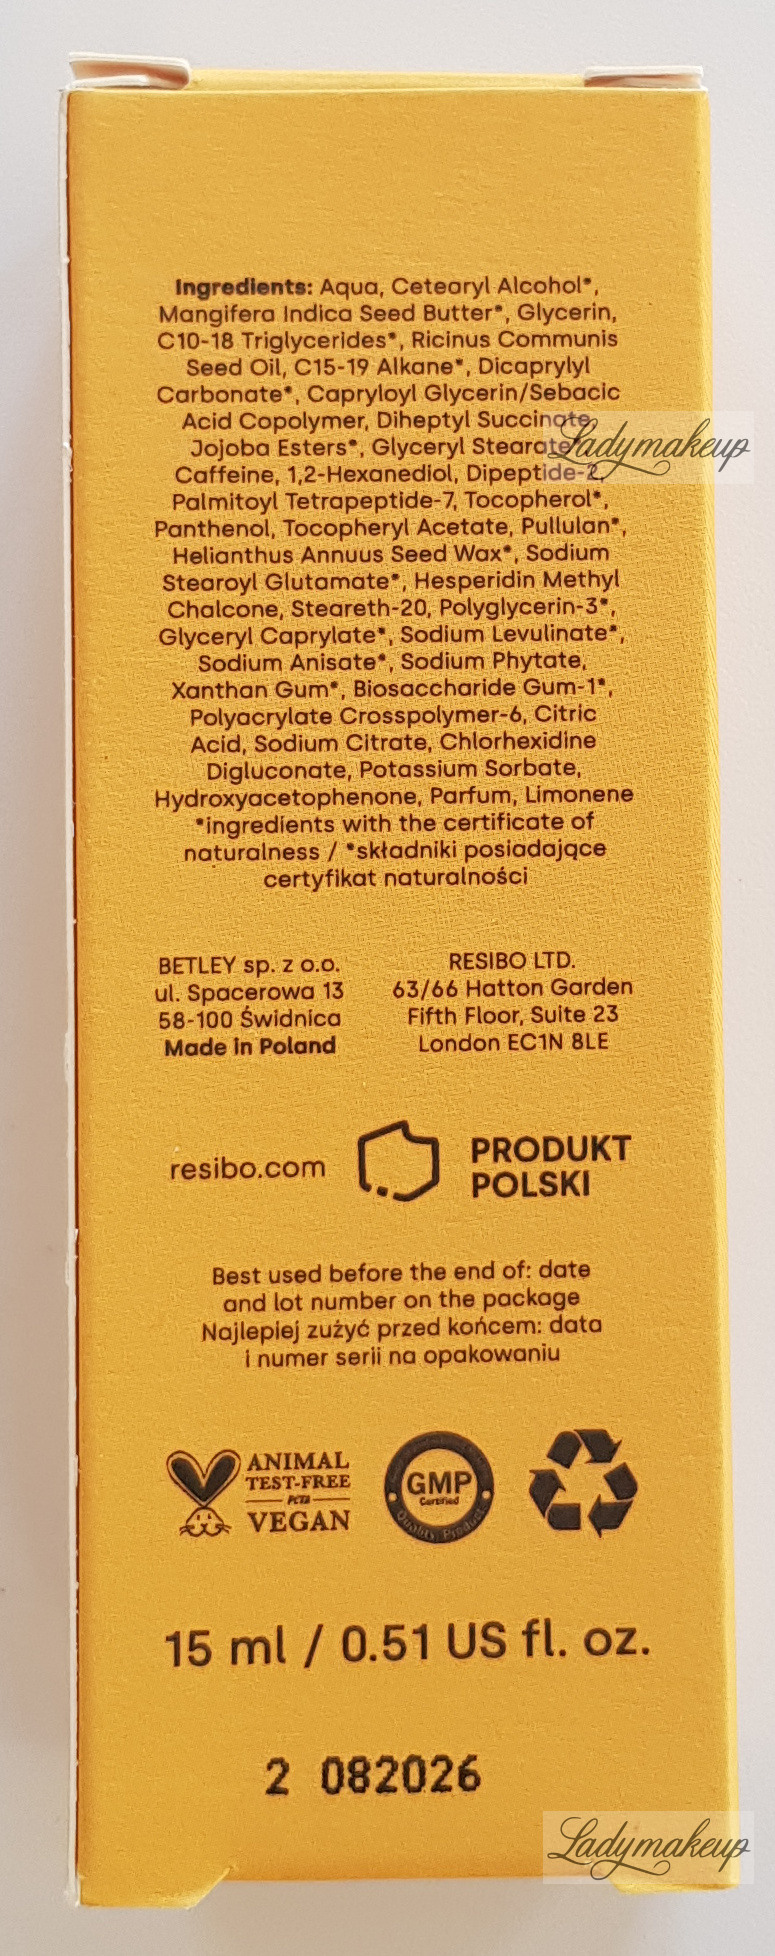 Ingredients: Aqua, Cetearyl Alcohol*,
Mangifera Indica Seed Butter*, Glycerin,
C10-18 Triglycerides*, Ricinus Communis
Seed Oil, C15-19 Alkane*, Dicaprylyl
Carbonate*, Capryloyl Glycerin/Sebacic
Acid Copolymer, Diheptyl Succinate,
Jojoba Esters*, Glyceryl Stearate
Ladymakeup
Caffeine, 1,2-Hexanediol, Dipeptide-2,
Palmitoyl Tetrapeptide-7, Tocopherol*,
Panthenol, Tocopheryl Acetate, Pullulan*,
Helianthus Annuus Seed Wax*, Sodium
Stearoyl Glutamate*, Hesperidin Methyl
Chalcone, Steareth-20, Polyglycerin-3*,
Glyceryl Caprylate*, Sodium Levulinate*,
Sodium Anisate*, Sodium Phytate,
Xanthan Gum*, Biosaccharide Gum-1*,
Polyacrylate Crosspolymer-6, Citric
Acid, Sodium Citrate, Chlorhexidine
Digluconate, Potassium Sorbate,
Hydroxyacetophenone, Parfum, Limonene
*ingredients with the certificate of
naturalness / *składniki posiadające
certyfikat naturalności
BETLEY sp. z o.o.
ul. Spacerowa 13
58-100 Świdnica
Made in Poland
RESIBO LTD.
63/66 Hatton Garden
Fifth Floor, Suite 23
London EC1N 8LE
resibo.com
PRODUKT
POLSKI
Best used before the end of: date
and lot number on the package
Najlepiej zużyć przed końcem: data
i numer serii na opakowaniu
ANIMAL
TEST-FREE
PETA
VEGAN
GMP
Certified
Quality Product
15 ml / 0.51 US fl. oz.
2 082026
Ladymakeup